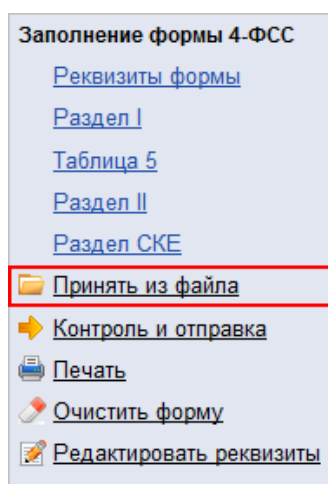 Заполнение формы 4-ФСС
Реквизиты формы
Раздел I
Таблица 5
Раздел II
Раздел СКЕ
Принять из файла
Контроль и отправка
Печать
Очистить форму
Редактировать реквизиты